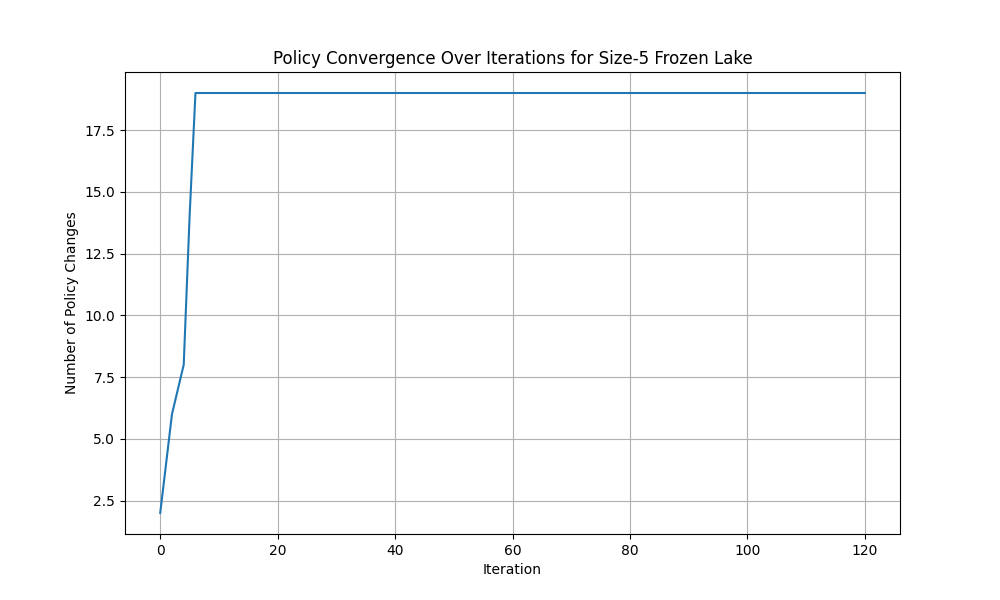 Policy Convergence Over Iterations for Size-5 Frozen Lake
Number of Policy Changes
17.5
15.0
12.5
10.0
7.5
5.0
2.5
0 20 40 60 80 100 120
Iteration